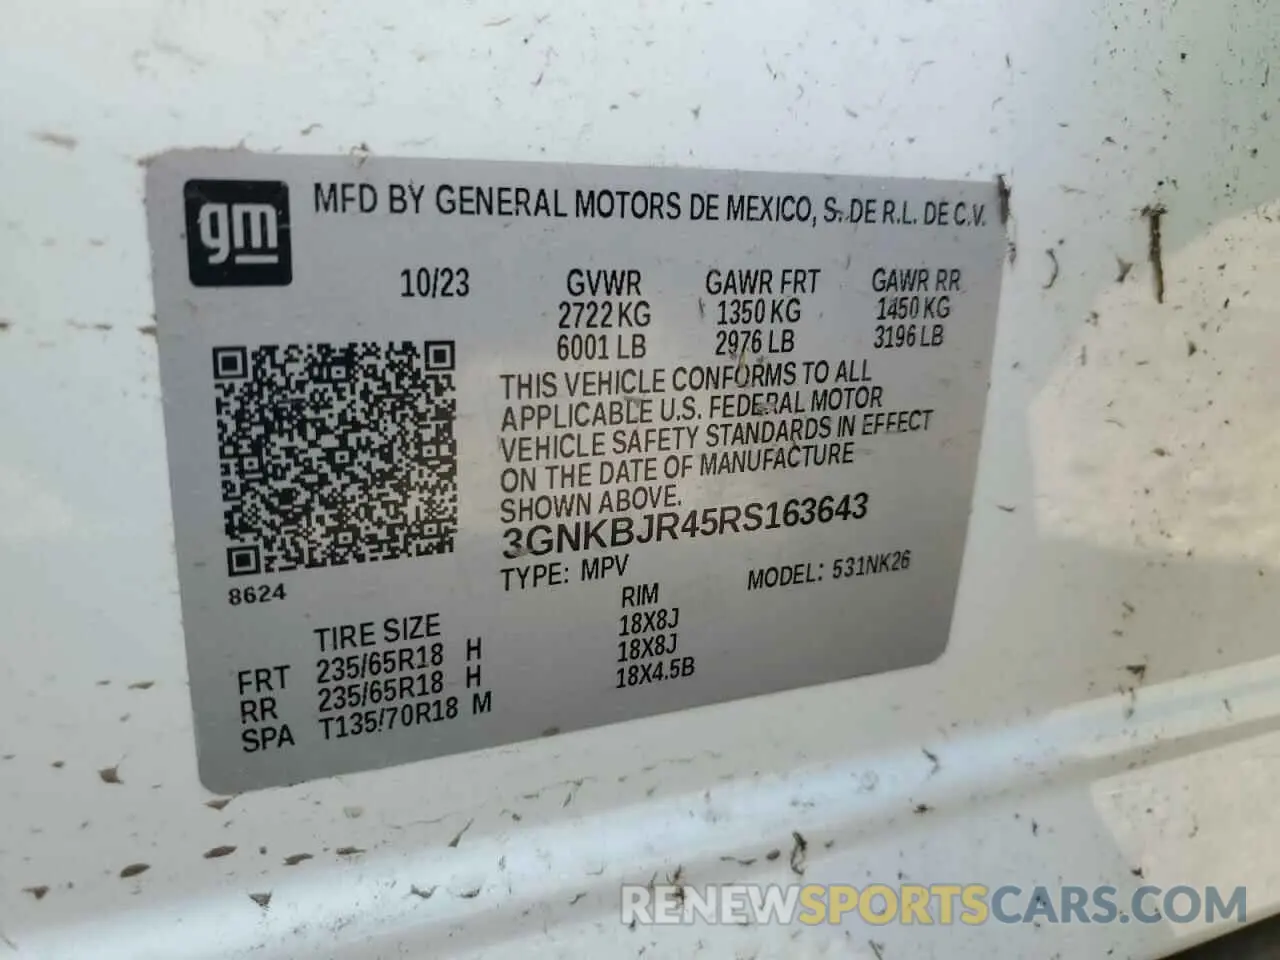 gm
MFD BY GENERAL MOTORS DE MEXICO, S. DE R.L. DE C.V.
10/23 GVWR GAWR FRT GAWR RR
2722 KG 1350 KG 1450 KG
6001 LB 2976 LB 3196 LB
THIS VEHICLE CONFORMS TO ALL
APPLICABLE U.S. FEDERAL MOTOR
VEHICLE SAFETY STANDARDS IN EFFECT
ON THE DATE OF MANUFACTURE
SHOWN ABOVE.
3GNKBJR45RS163643
8624
TYPE: MPV MODEL: 531NK26
TIRE SIZE RIM
FRT 235/65R18 H 18X8J
RR 235/65R18 H 18X8J
SPA T135/70R18 M 18X4.5B
RENEWSPORTSCARS.COM